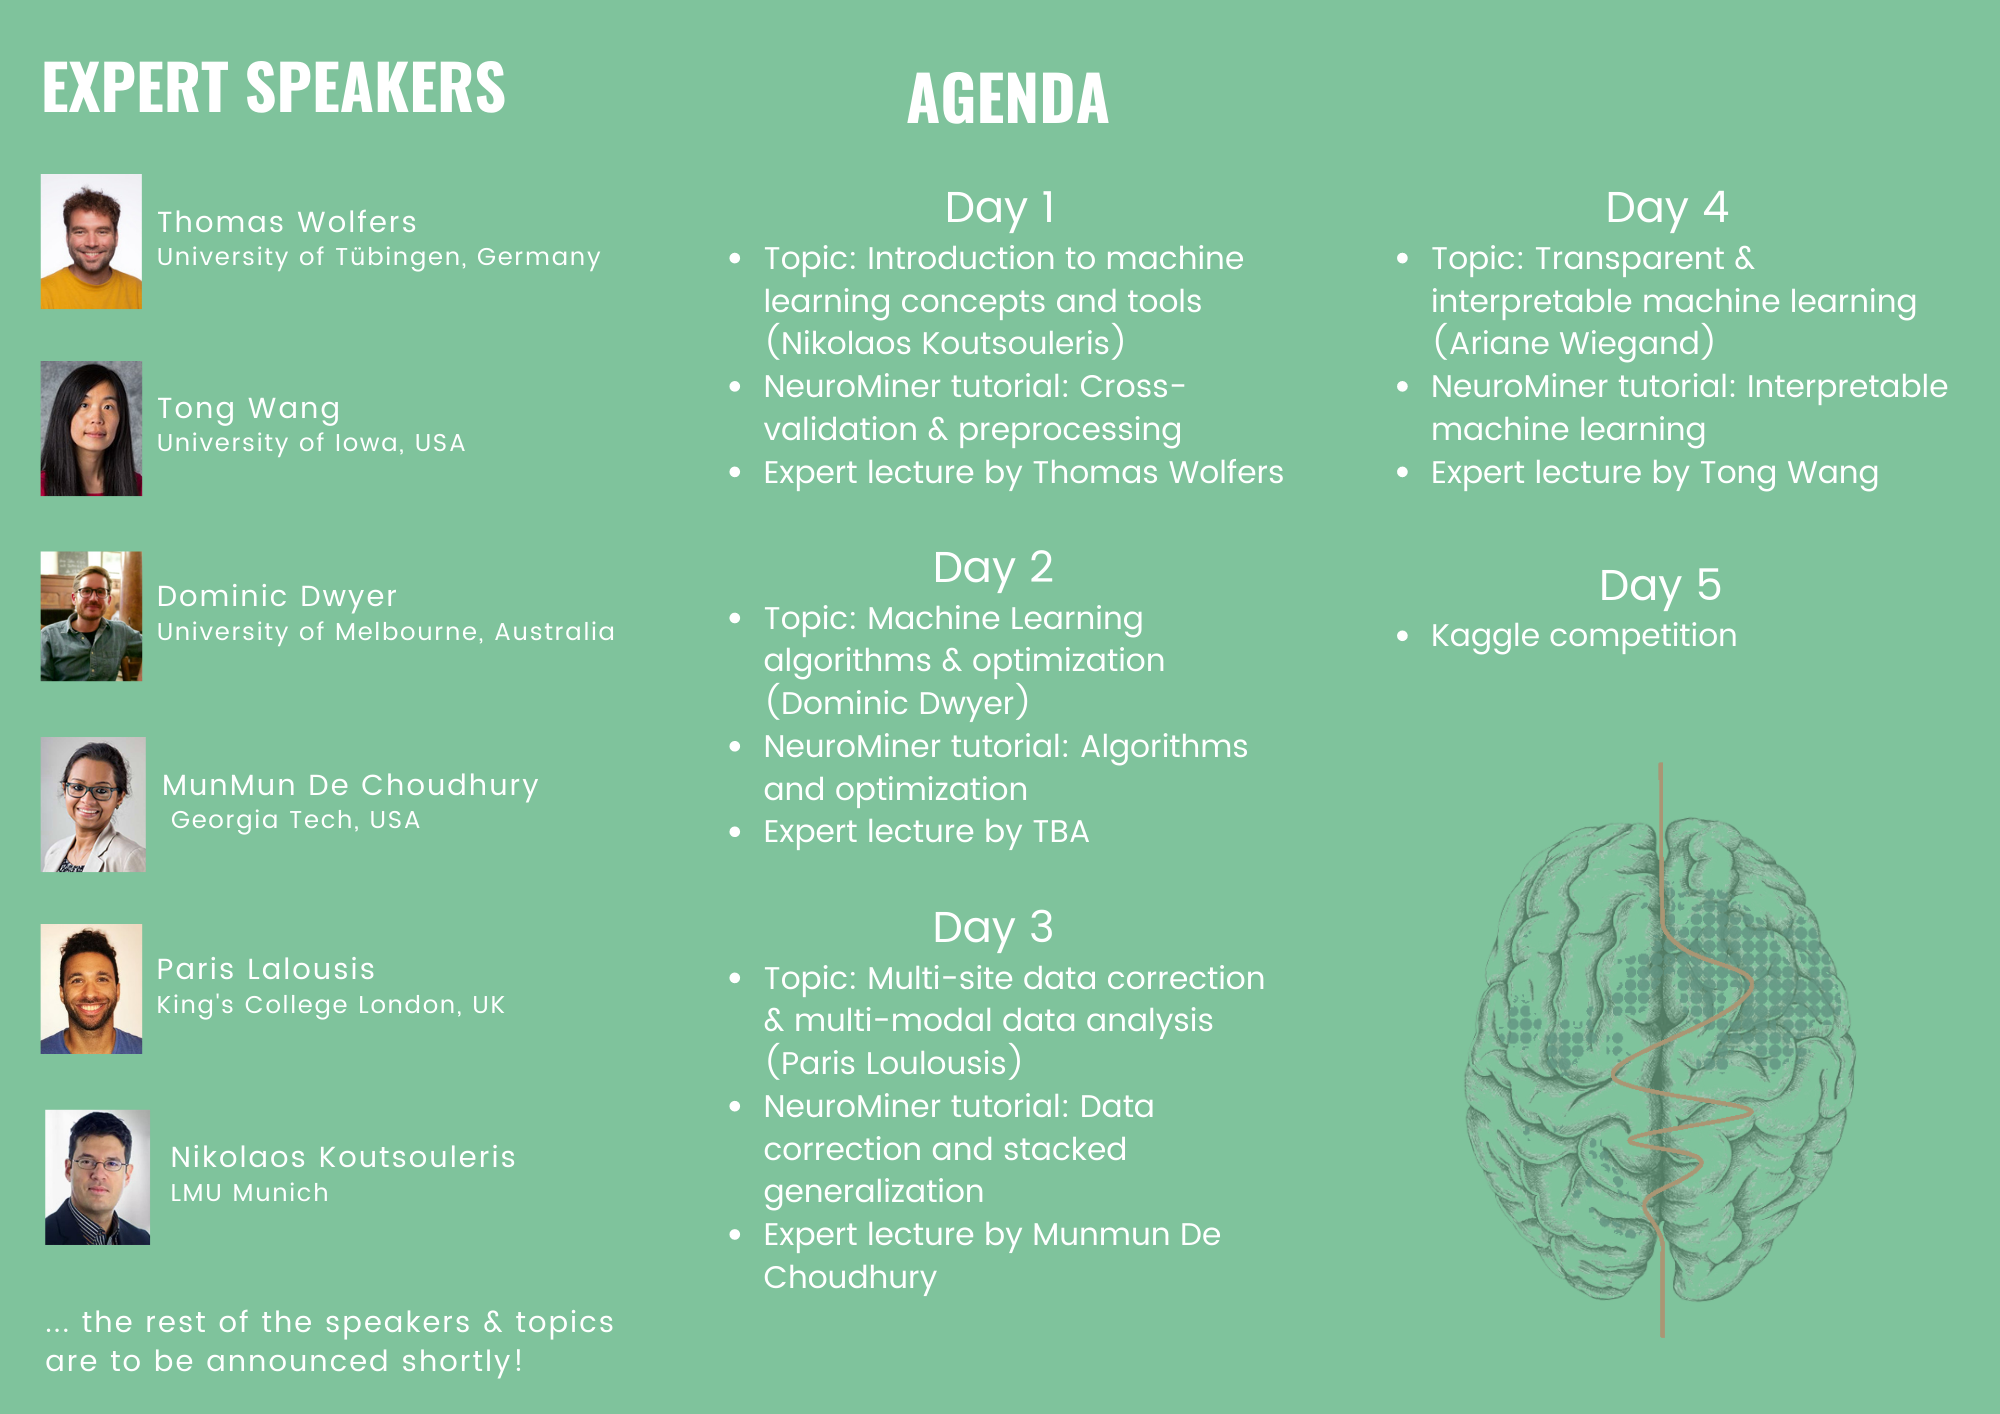 EXPERT SPEAKERS
Thomas Wolfers
University of Tübingen, Germany
Tong Wang
University of Iowa, USA
Dominic Dwyer
University of Melbourne, Australia
MunMun De Choudhury
Georgia Tech, USA
Paris Lalousis
King's College London, UK
Nikolaos Koutsouleris
LMU Munich
... the rest of the speakers & topics
are to be announced shortly!
AGENDA
Day 1
• Topic: Introduction to machine
learning concepts and tools
(Nikolaos Koutsouleris)
• NeuroMiner tutorial: Cross-
validation & preprocessing
• Expert lecture by Thomas Wolfers
Day 2
• Topic: Machine Learning
algorithms & optimization
(Dominic Dwyer)
• NeuroMiner tutorial: Algorithms
and optimization
• Expert lecture by TBA
Day 3
• Topic: Multi-site data correction
& multi-modal data analysis
(Paris Loulousis)
• NeuroMiner tutorial: Data
correction and stacked
generalization
• Expert lecture by Munmun De
Choudhury
Day 4
• Topic: Transparent &
interpretable machine learning
(Ariane Wiegand)
• NeuroMiner tutorial: Interpretable
machine learning
• Expert lecture by Tong Wang
Day 5
• Kaggle competition